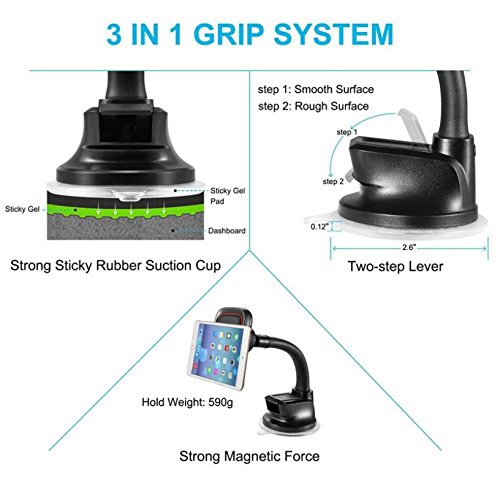 3 IN 1 GRIP SYSTEM
step 1: Smooth Surface
step 2: Rough Surface
step 1
step 2
Sticky Gel
Sticky Gel
Pad
Dashboard
0.12"
2.6"
Strong Sticky Rubber Suction Cup
Two-step Lever
Hold Weight: 590g
Strong Magnetic Force